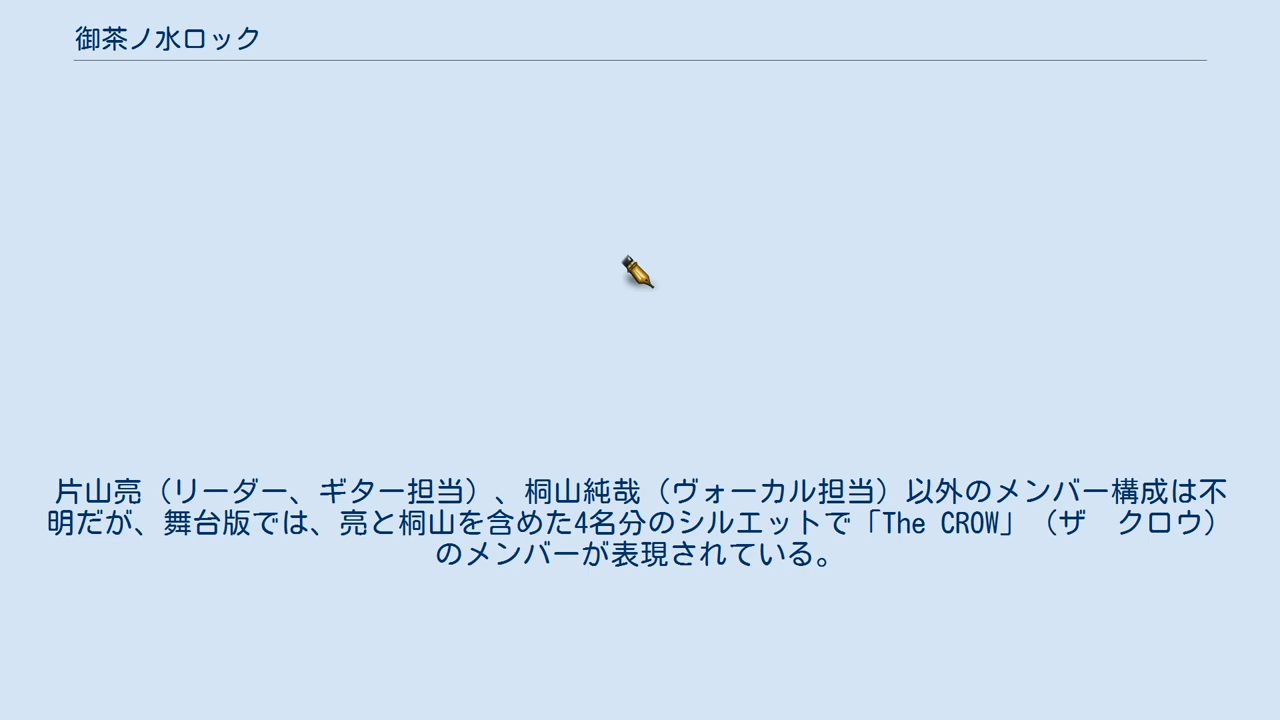 御茶ノ水ロック
片山亮（リーダー、ギター担当）、桐山純哉（ヴォーカル担当）以外のメンバー構成は不
明だが、舞台版では、亮と桐山を含めた4名分のシルエットで「The CROW」（ザ　クロウ）
のメンバーが表現されている。